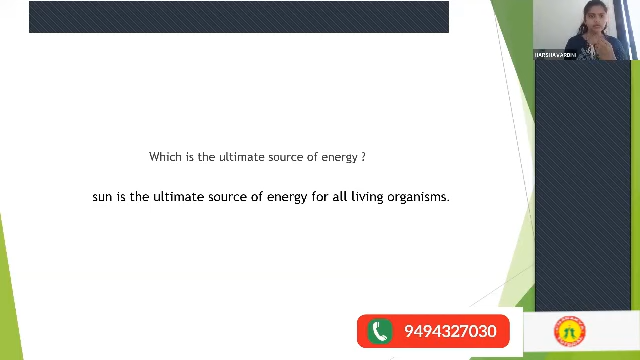 HARSHAVARDINI
Which is the ultimate source of energy ?
sun is the ultimate source of energy for all living organisms.
9494327030